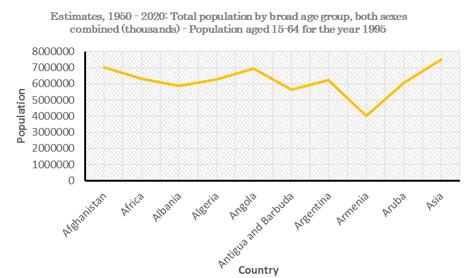 Estimates, 1950 - 2020: Total population by broad age group, both sexes
combined (thousands) - Population aged 15-64 for the year 1995
8000000
7000000
6000000
5000000
4000000
3000000
2000000
1000000
0
Population
Afghanistan
Africa
Albania
Algeria
Angola
Antigua and Barbuda
Argentina
Armenia
Aruba
Asia
Country